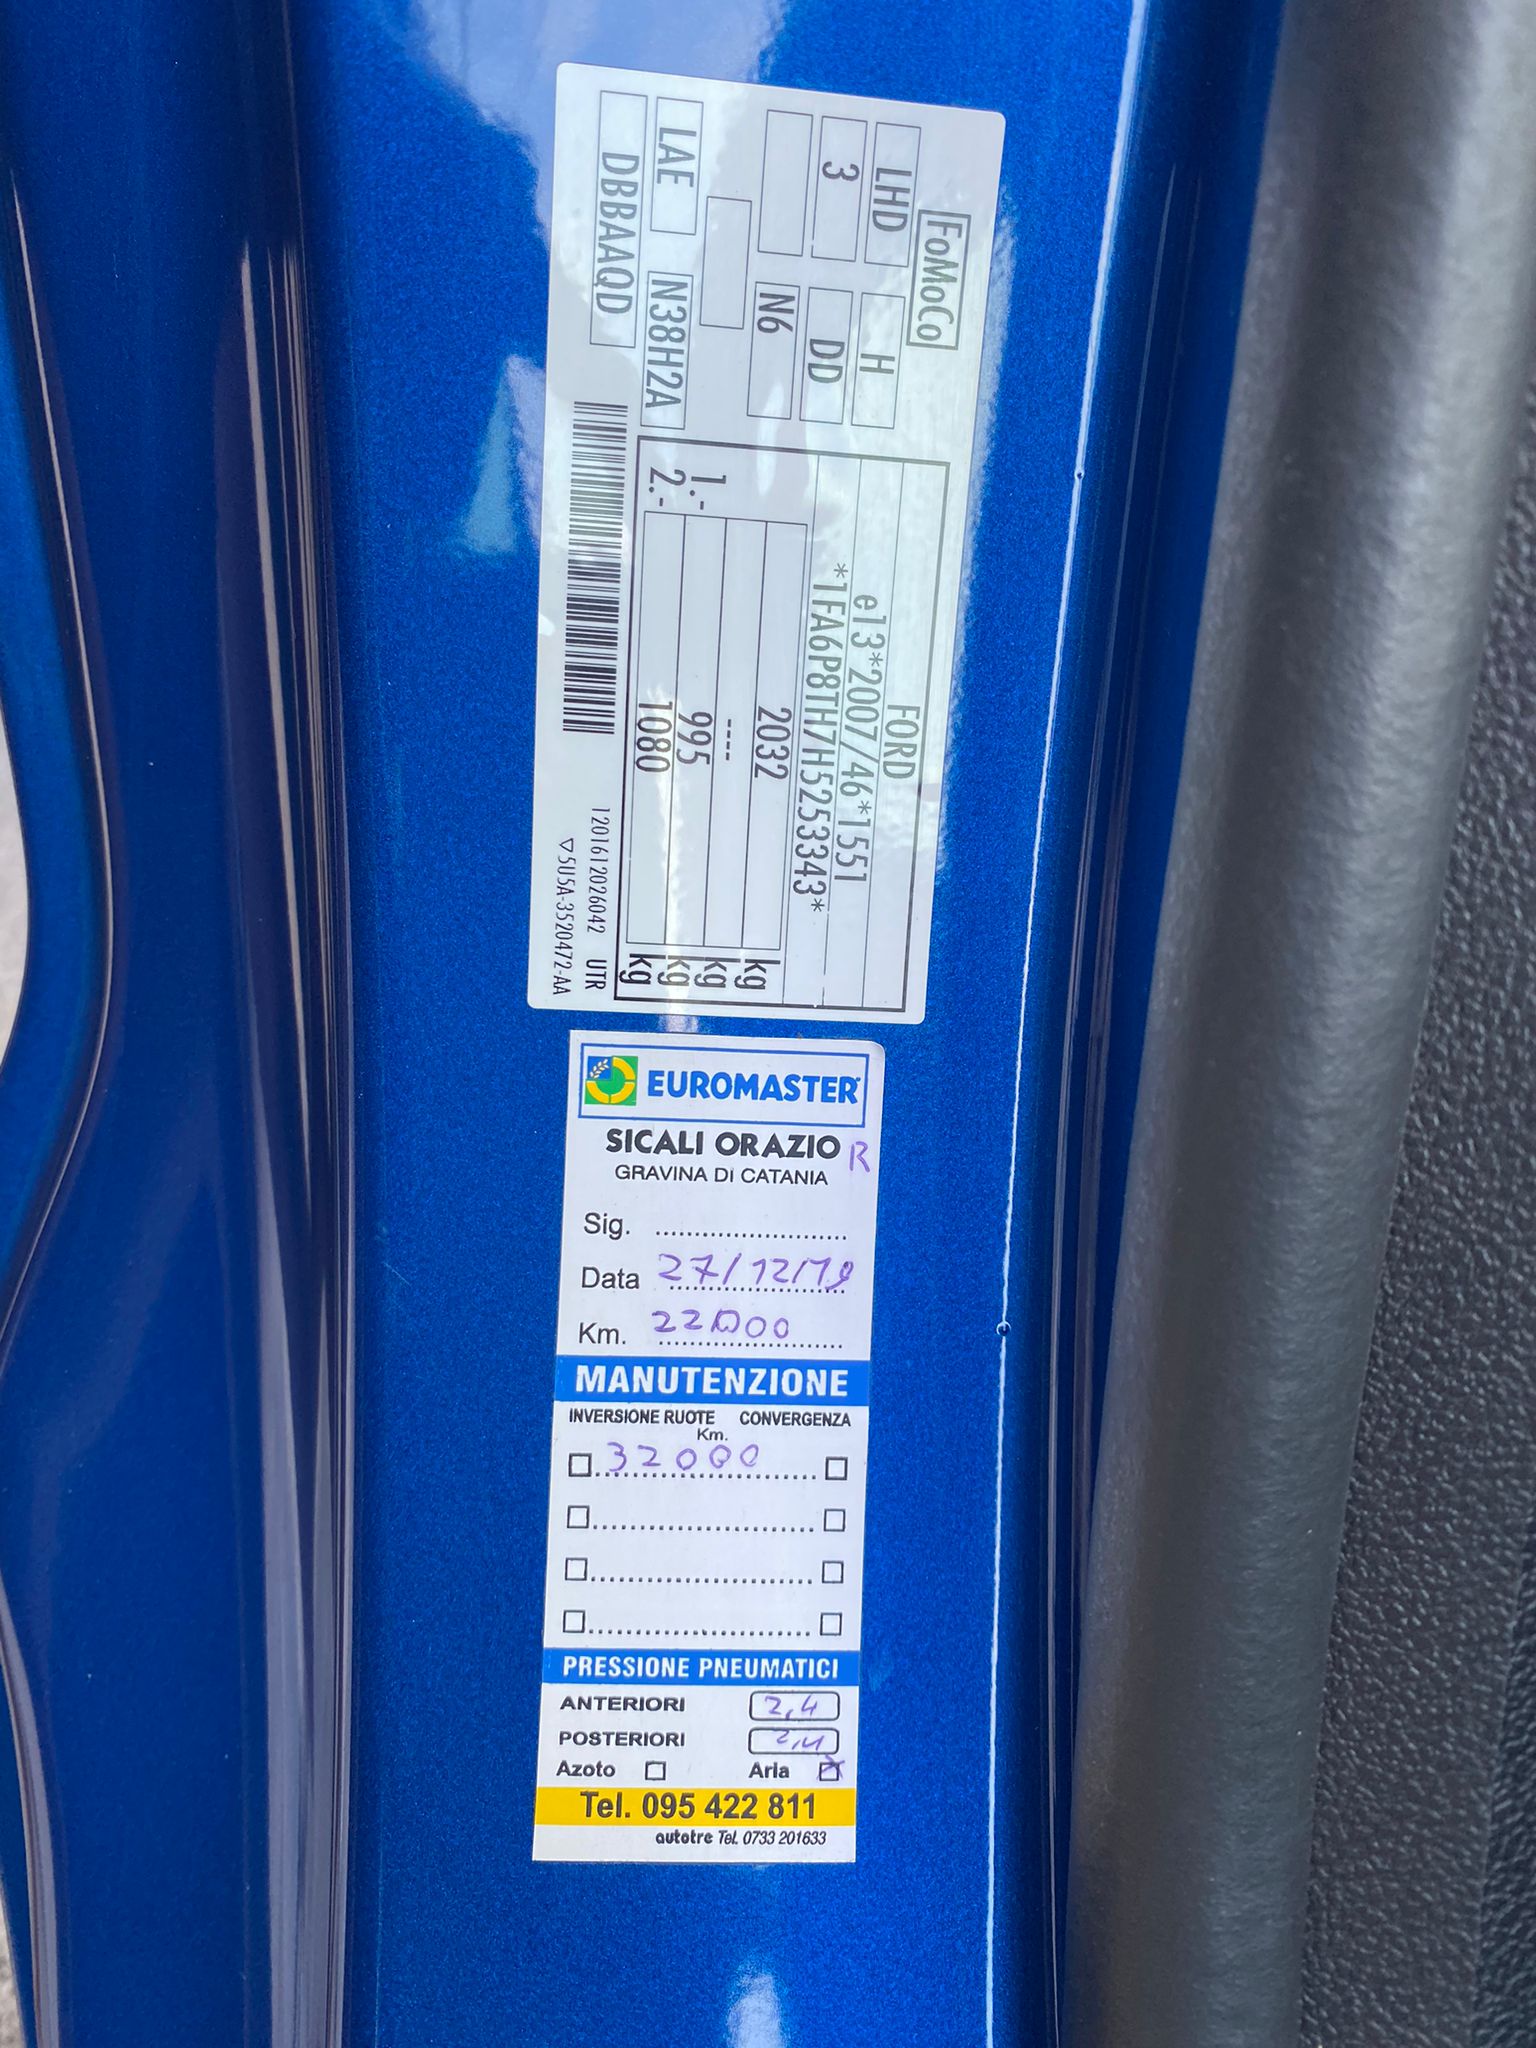 FoMoCo
LHD H
3 DD
N6
LAE N38H2A
DBBAAQD
FORD
e13*2007/46*1551
*1FA6P8TH7H5253343*
2032 kg
---- kg
1.- 995 kg
2.- 1080 kg
1201612026042 UTR
5U5A-3520472-AA
EUROMASTER
SICALI ORAZIO R
GRAVINA DI CATANIA
Sig. ........................
Data 27/12/19
Km. 22000
MANUTENZIONE
INVERSIONE RUOTE CONVERGENZA
Km.
32000
PRESSIONE PNEUMATICI
ANTERIORI 2,4
POSTERIORI 2,4
Azoto Aria x
Tel. 095 422 811
autotre Tel. 0733 201633